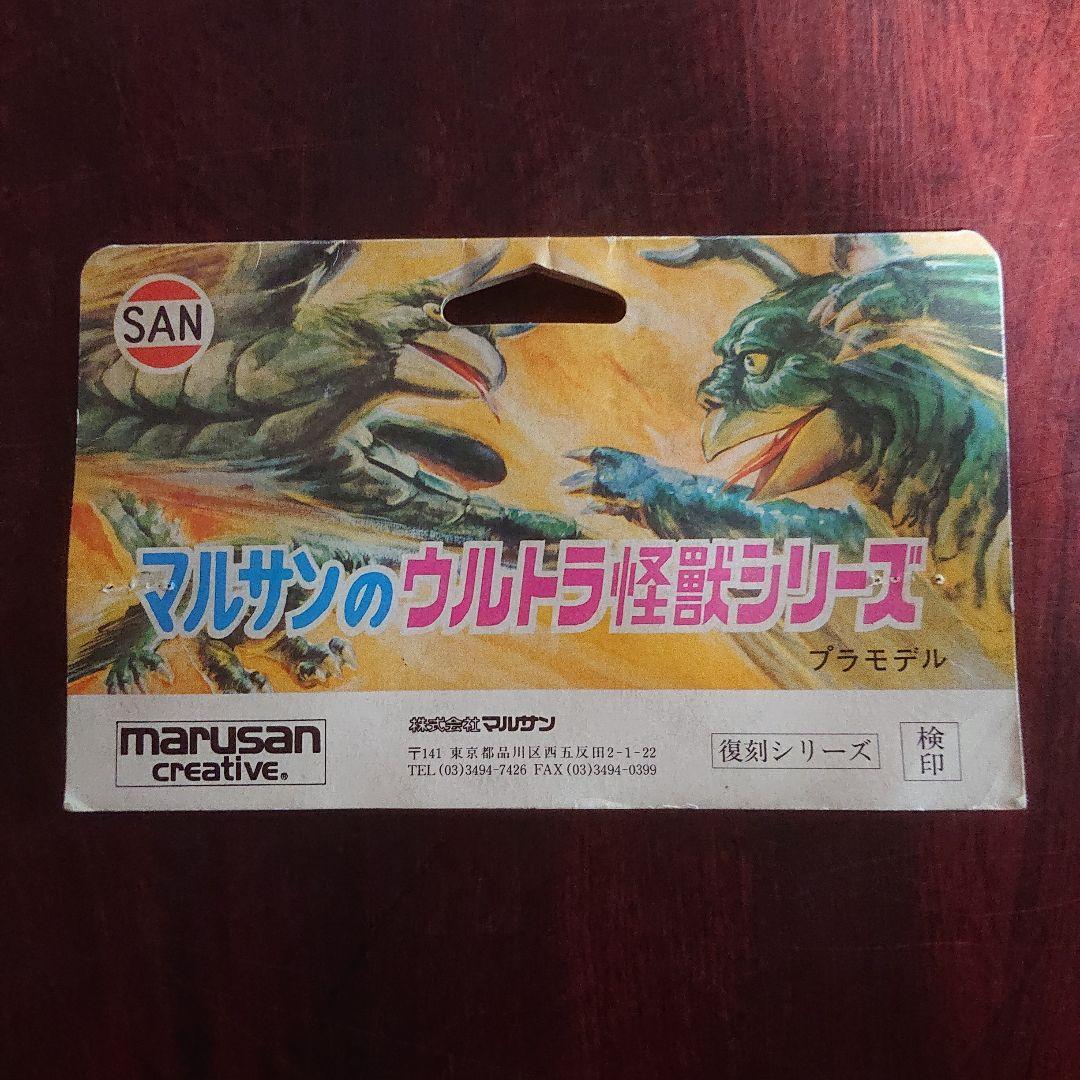 SAN
マルサンのウルトラ怪獣シリーズ
プラモデル
marusan
creative®
株式会社マルサン
〒141 東京都品川区西五反田2-1-22
TEL (03)3494-7426 FAX (03)3494-0399
復刻シリーズ
検印